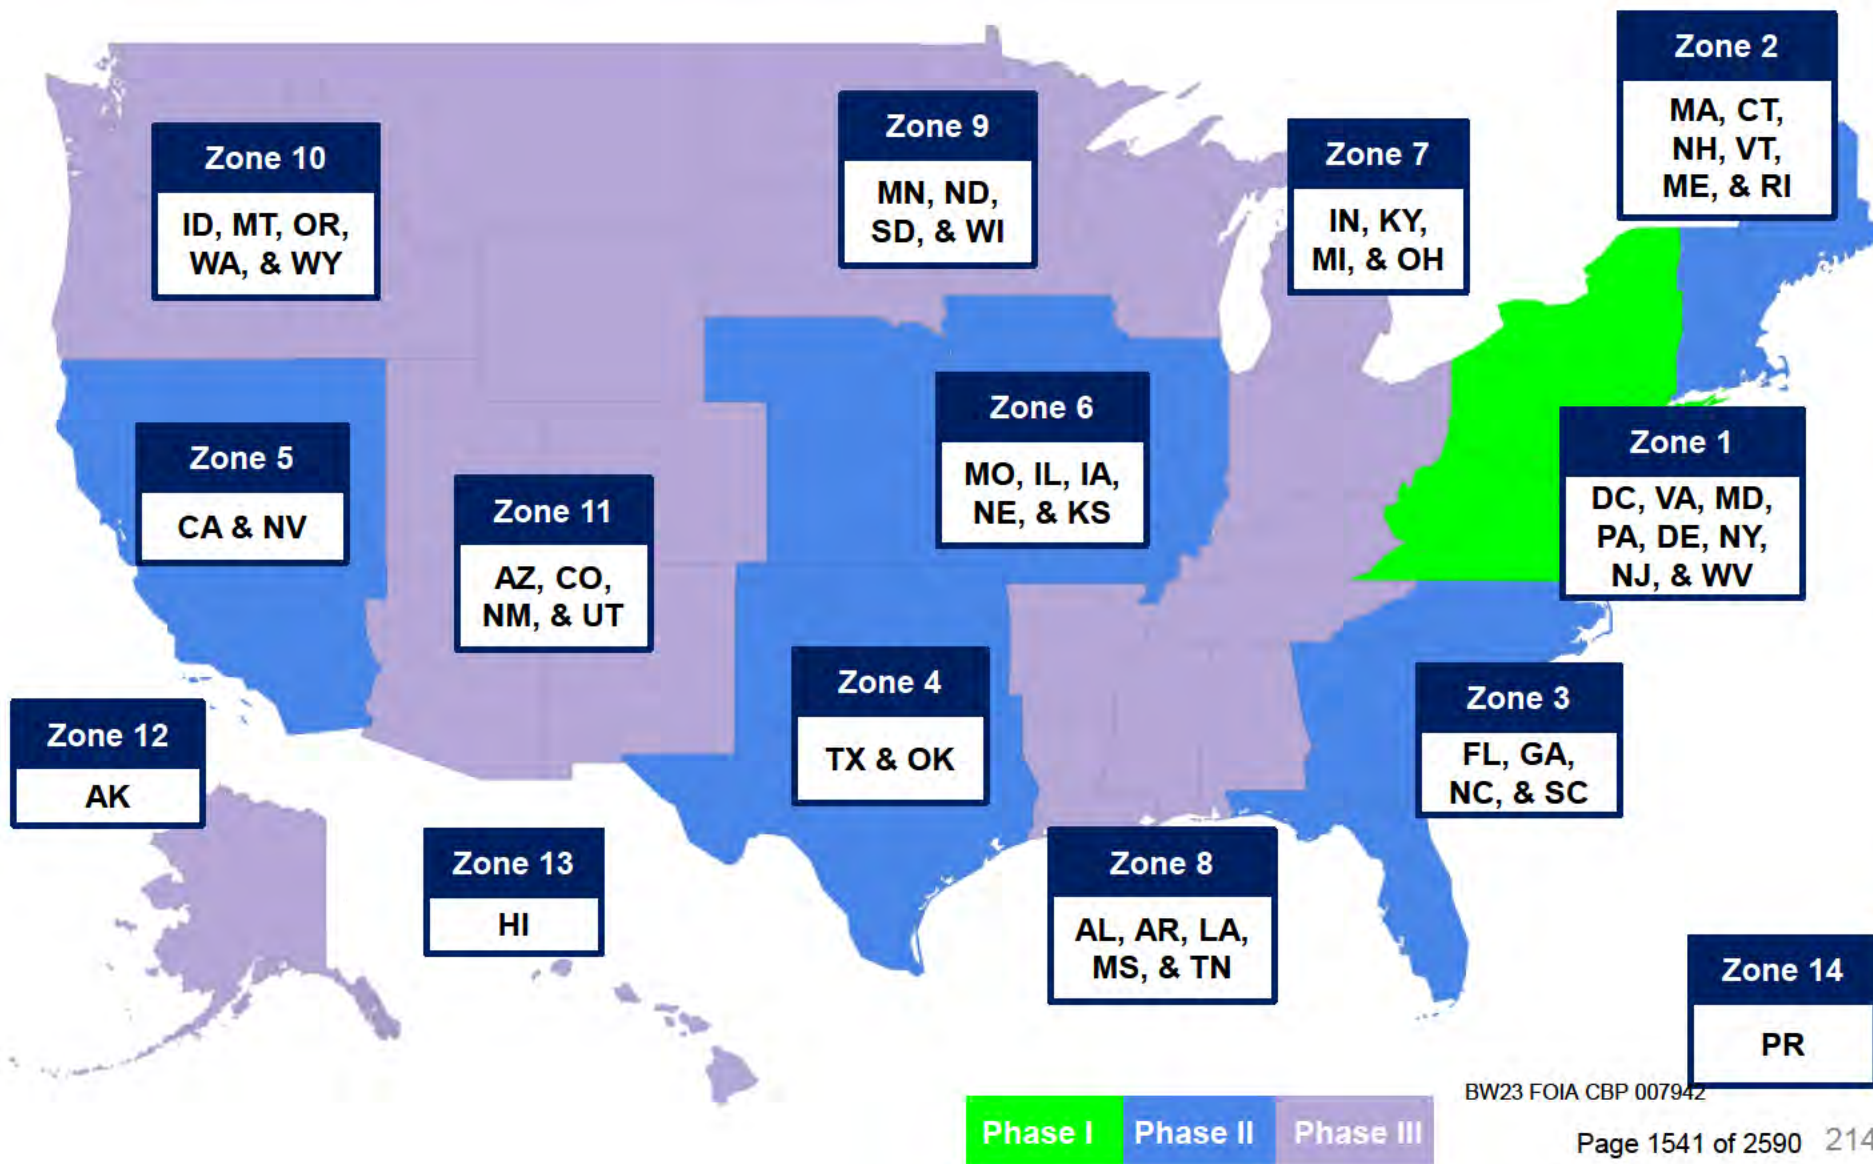 Zone 2
MA, CT,
NH, VT,
ME, & RI
Zone 9
MN, ND,
SD, & WI
Zone 7
IN, KY,
MI, & OH
Zone 10
ID, MT, OR,
WA, & WY
Zone 6
MO, IL, IA,
NE, & KS
Zone 1
DC, VA, MD,
PA, DE, NY,
NJ, & WV
Zone 5
CA & NV
Zone 11
AZ, CO,
NM, & UT
Zone 4
TX & OK
Zone 3
FL, GA,
NC, & SC
Zone 12
AK
Zone 13
HI
Zone 8
AL, AR, LA,
MS, & TN
Zone 14
PR
BW23 FOIA CBP 007942
Phase I Phase II Phase III
Page 1541 of 2590 214